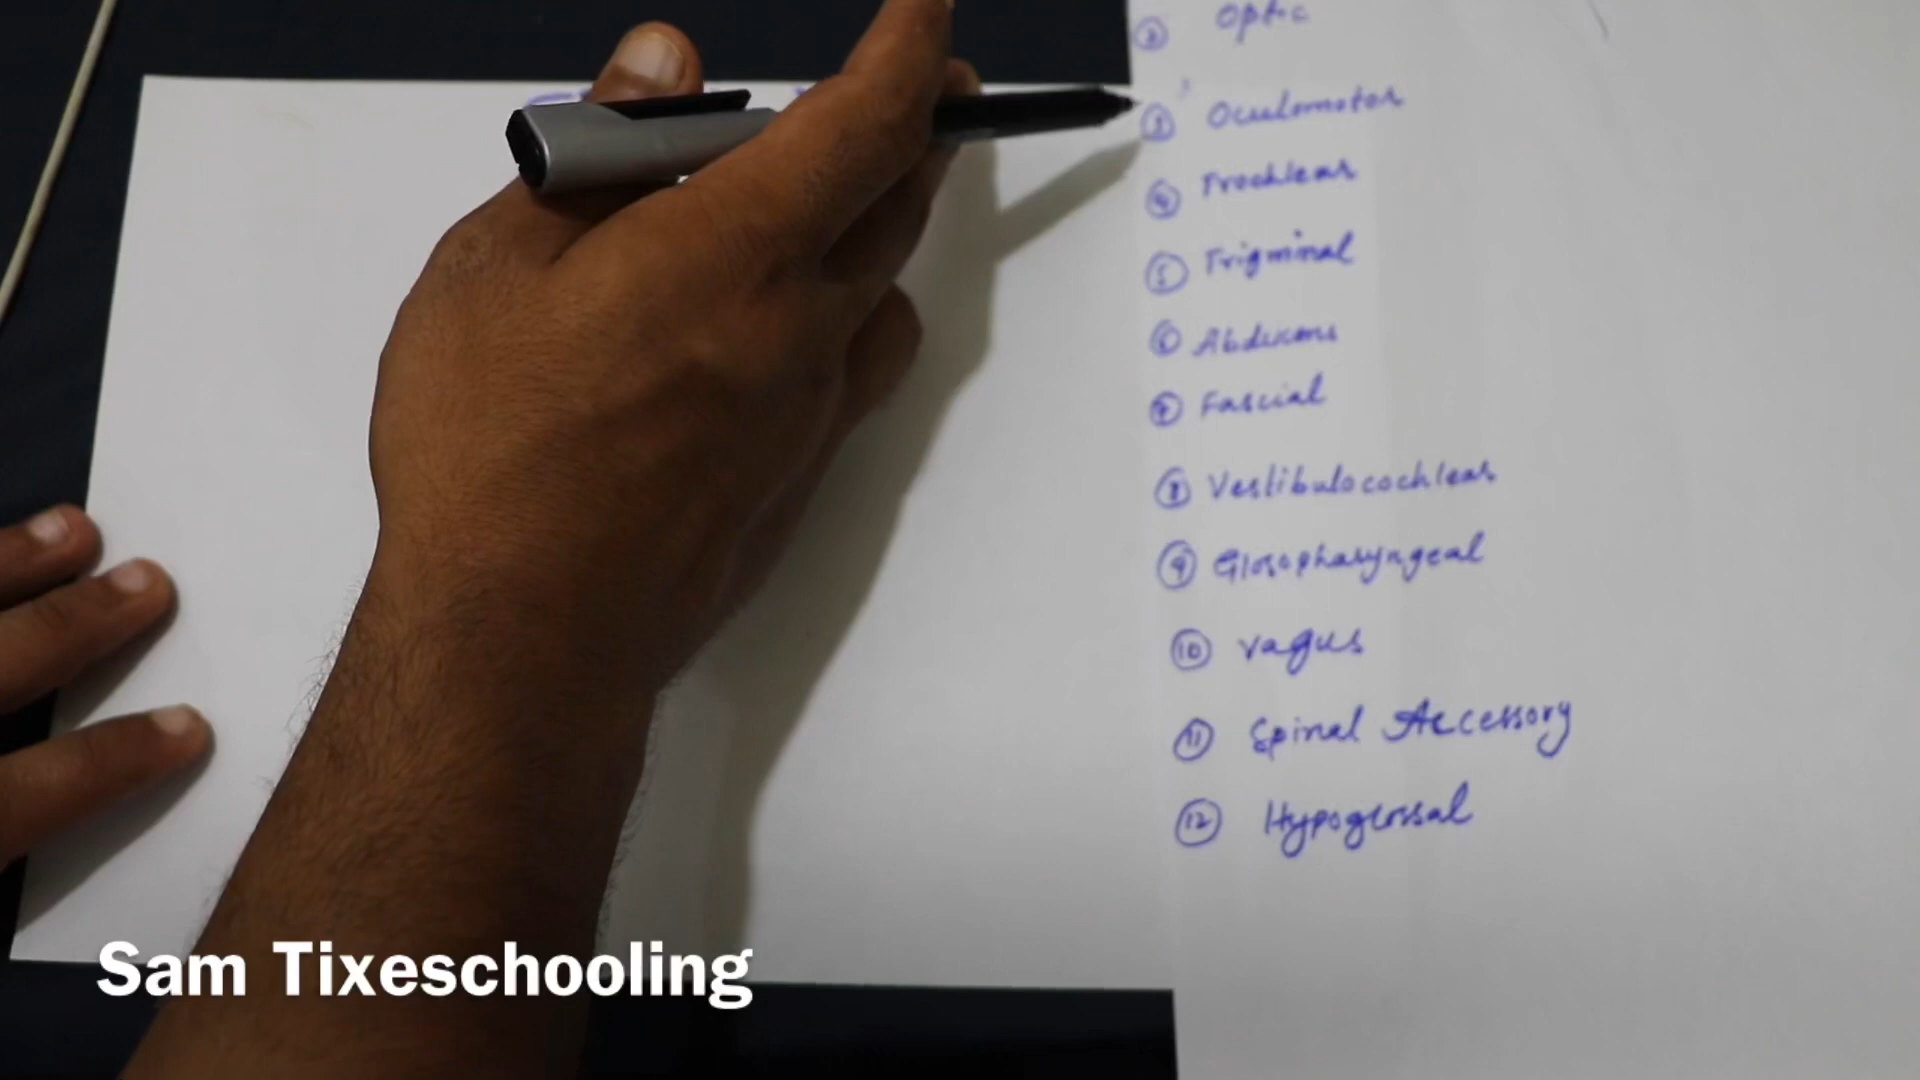 ② Optic
③ Oculomotor
④ Trochlear
⑤ Trigminal
⑥ Abducens
⑦ Fascial
⑧ Vestibulocochlear
⑨ Glosopharyngeal
⑩ vagus
⑪ Spinal Accessory
⑫ Hypoglossal
Sam Tixeschooling